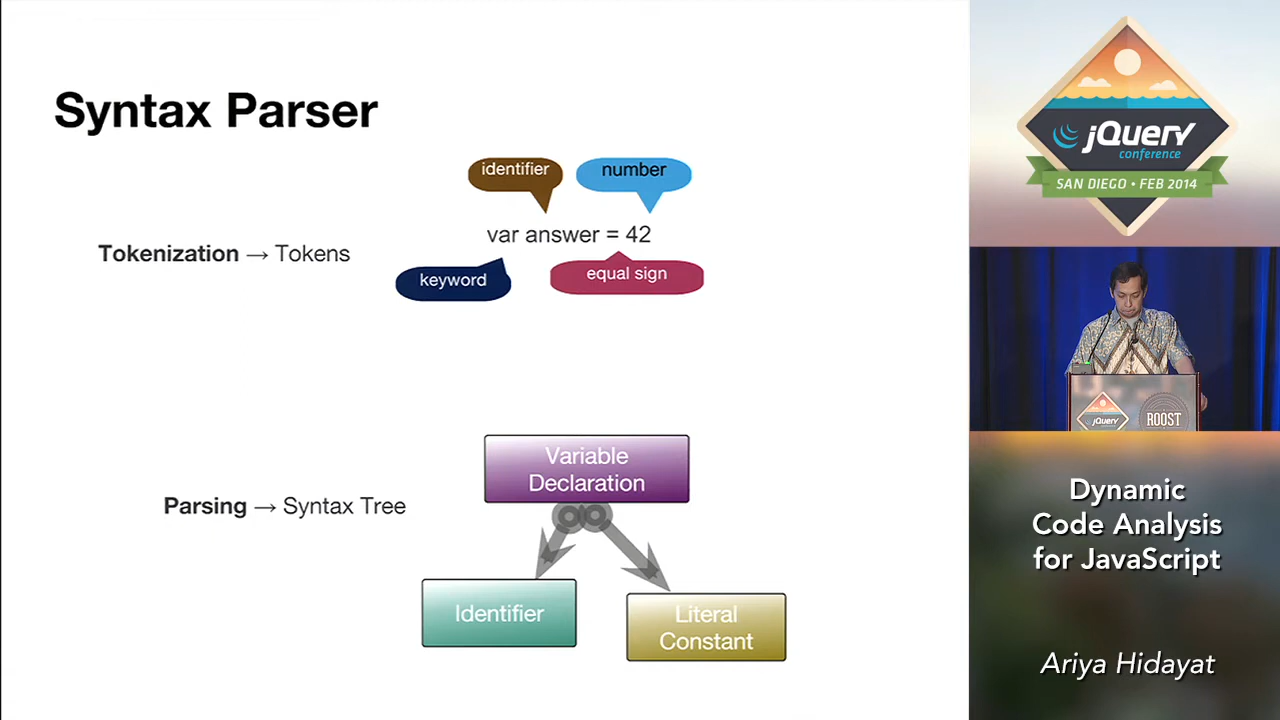 Syntax Parser
identifier
number
var answer = 42
Tokenization → Tokens
keyword
equal sign
Variable
Declaration
Parsing → Syntax Tree
Identifier
Literal
Constant
jQuery
conference
SAN DIEGO • FEB 2014
jQuery
ROOST
Dynamic
Code Analysis
for JavaScript
Ariya Hidayat